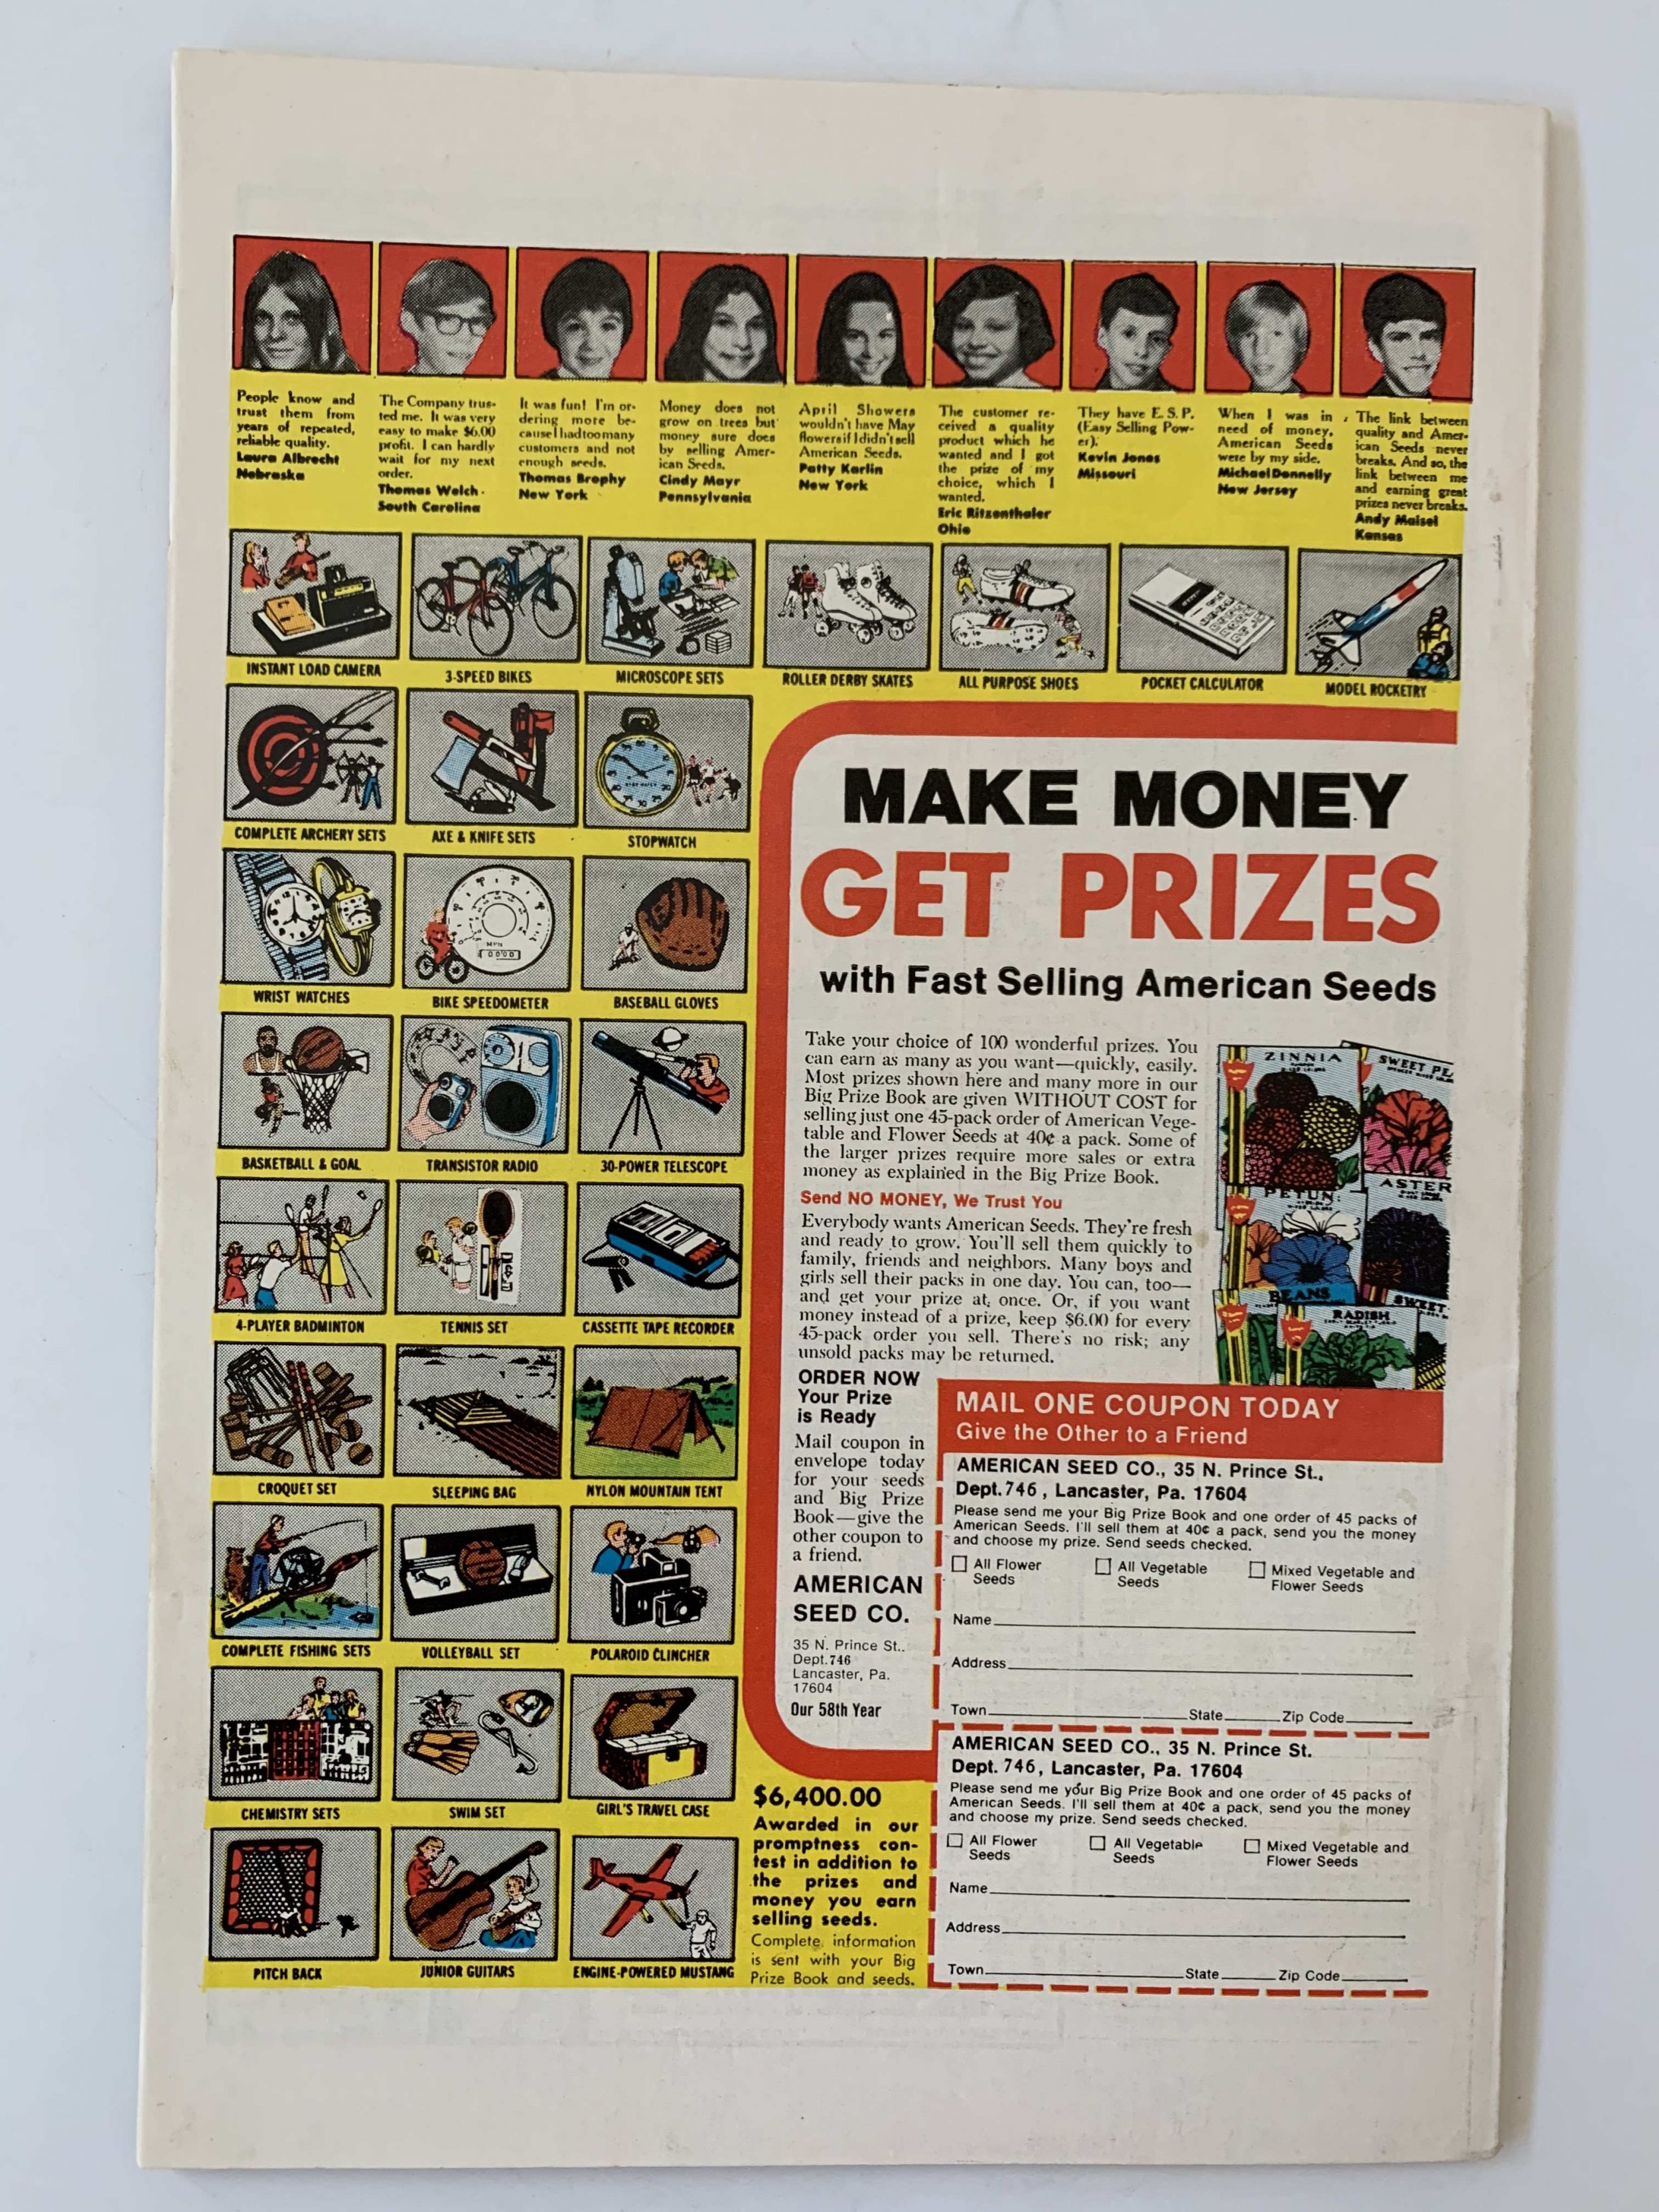 People know and
trust them from
years of repeated,
reliable quality.
Laura Albrecht
Nebraska
The Company trus-
ted me. It was very
easy to make $6.00
profit. I can hardly
wait for my next
order.
Thomas Welch
South Carolina
It was fun! I'm or-
dering more be-
cause I had too many
customers and not
enough seeds.
Thomas Brophy
New York
Money does not
grow on trees but
money sure does
by selling Amer-
ican Seeds.
Cindy Mayr
Pennsylvania
April Showers
wouldn't have May
flowers if I didn't sell
American Seeds.
Patty Karlin
New York
The customer re-
ceived a quality
product which he
wanted and I got
the prize of my
choice, which I
wanted.
Eric Ritzenthaler
Ohio
They have E. S. P.
(Easy Selling Pow-
er).
Kevin Jones
Missouri
When I was in
need of money,
American Seeds
were by my side.
Michael Donnelly
New Jersey
The link between
quality and Amer-
ican Seeds never
breaks. And so, the
link between me
and earning great
prizes never breaks.
Andy Maisel
Kansas
INSTANT LOAD CAMERA
3-SPEED BIKES
MICROSCOPE SETS
ROLLER DERBY SKATES
ALL PURPOSE SHOES
POCKET CALCULATOR
MODEL ROCKETRY
COMPLETE ARCHERY SETS
AXE & KNIFE SETS
STOPWATCH
WRIST WATCHES
MPH
BIKE SPEEDOMETER
BASEBALL GLOVES
BASKETBALL & GOAL
TRANSISTOR RADIO
30-POWER TELESCOPE
4-PLAYER BADMINTON
TENNIS SET
CASSETTE TAPE RECORDER
CROQUET SET
SLEEPING BAG
NYLON MOUNTAIN TENT
COMPLETE FISHING SETS
VOLLEYBALL SET
POLAROID CLINCHER
CHEMISTRY SETS
SWIM SET
GIRL'S TRAVEL CASE
PITCH BACK
JUNIOR GUITARS
ENGINE-POWERED MUSTANG
MAKE MONEY
GET PRIZES
with Fast Selling American Seeds
Take your choice of 100 wonderful prizes. You
can earn as many as you want—quickly, easily.
Most prizes shown here and many more in our
Big Prize Book are given WITHOUT COST for
selling just one 45-pack order of American Vege-
table and Flower Seeds at 40¢ a pack. Some of
the larger prizes require more sales or extra
money as explained in the Big Prize Book.
Send NO MONEY, We Trust You
Everybody wants American Seeds. They're fresh
and ready to grow. You'll sell them quickly to
family, friends and neighbors. Many boys and
girls sell their packs in one day. You can, too—
and get your prize at once. Or, if you want
money instead of a prize, keep $6.00 for every
45-pack order you sell. There's no risk; any
unsold packs may be returned.
ZINNIA
SWEET PE
ASTER
PETUN
BEANS
RADISH
SWEET
ORDER NOW
Your Prize
is Ready
Mail coupon in
envelope today
for your seeds
and Big Prize
Book—give the
other coupon to
a friend.
AMERICAN
SEED CO.
35 N. Prince St..
Dept. 746
Lancaster, Pa.
17604
Our 58th Year
$6,400.00
Awarded in our
promptness con-
test in addition to
the prizes and
money you earn
selling seeds.
Complete information
is sent with your Big
Prize Book and seeds.
MAIL ONE COUPON TODAY
Give the Other to a Friend
AMERICAN SEED CO., 35 N. Prince St.,
Dept. 746, Lancaster, Pa. 17604
Please send me your Big Prize Book and one order of 45 packs of
American Seeds. I'll sell them at 40¢ a pack, send you the money
and choose my prize. Send seeds checked.
All Flower Seeds
All Vegetable Seeds
Mixed Vegetable and Flower Seeds
Name
Address
Town State Zip Code
AMERICAN SEED CO., 35 N. Prince St.
Dept. 746, Lancaster, Pa. 17604
Please send me your Big Prize Book and one order of 45 packs of
American Seeds. I'll sell them at 40¢ a pack, send you the money
and choose my prize. Send seeds checked.
All Flower Seeds
All Vegetable Seeds
Mixed Vegetable and Flower Seeds
Name
Address
Town State Zip Code